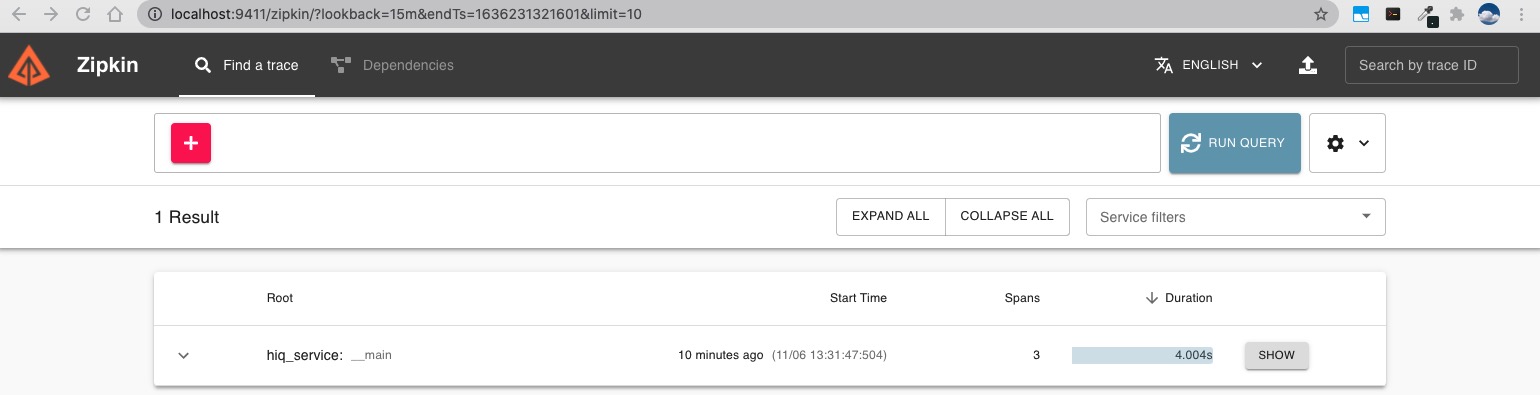 localhost:9411/zipkin/?lookback=15m&endTs=1636231321601&limit=10
Zipkin Find a trace Dependencies ENGLISH Search by trace ID
+ RUN QUERY
1 Result EXPAND ALL COLLAPSE ALL Service filters
Root Start Time Spans Duration
hiq_service: __main 10 minutes ago (11/06 13:31:47:504) 3 4.004s SHOW